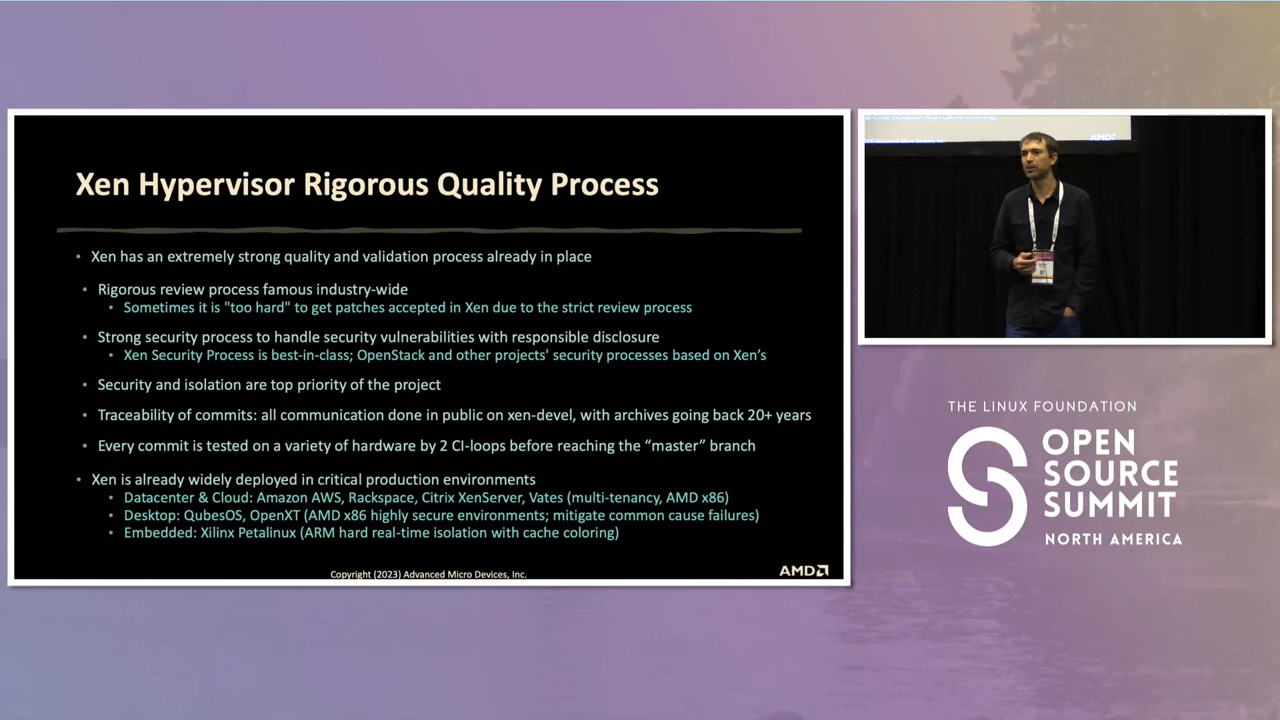 Xen Hypervisor Rigorous Quality Process
• Xen has an extremely strong quality and validation process already in place
• Rigorous review process famous industry-wide
• Sometimes it is "too hard" to get patches accepted in Xen due to the strict review process
• Strong security process to handle security vulnerabilities with responsible disclosure
• Xen Security Process is best-in-class; OpenStack and other projects' security processes based on Xen’s
• Security and isolation are top priority of the project
• Traceability of commits: all communication done in public on xen-devel, with archives going back 20+ years
• Every commit is tested on a variety of hardware by 2 CI-loops before reaching the “master” branch
• Xen is already widely deployed in critical production environments
• Datacenter & Cloud: Amazon AWS, Rackspace, Citrix XenServer, Vates (multi-tenancy, AMD x86)
• Desktop: QubesOS, OpenXT (AMD x86 highly secure environments; mitigate common cause failures)
• Embedded: Xilinx Petalinux (ARM hard real-time isolation with cache coloring)
Copyright (2023) Advanced Micro Devices, Inc.
AMD
AMD
THE LINUX FOUNDATION
OPEN
SOURCE
SUMMIT
NORTH AMERICA